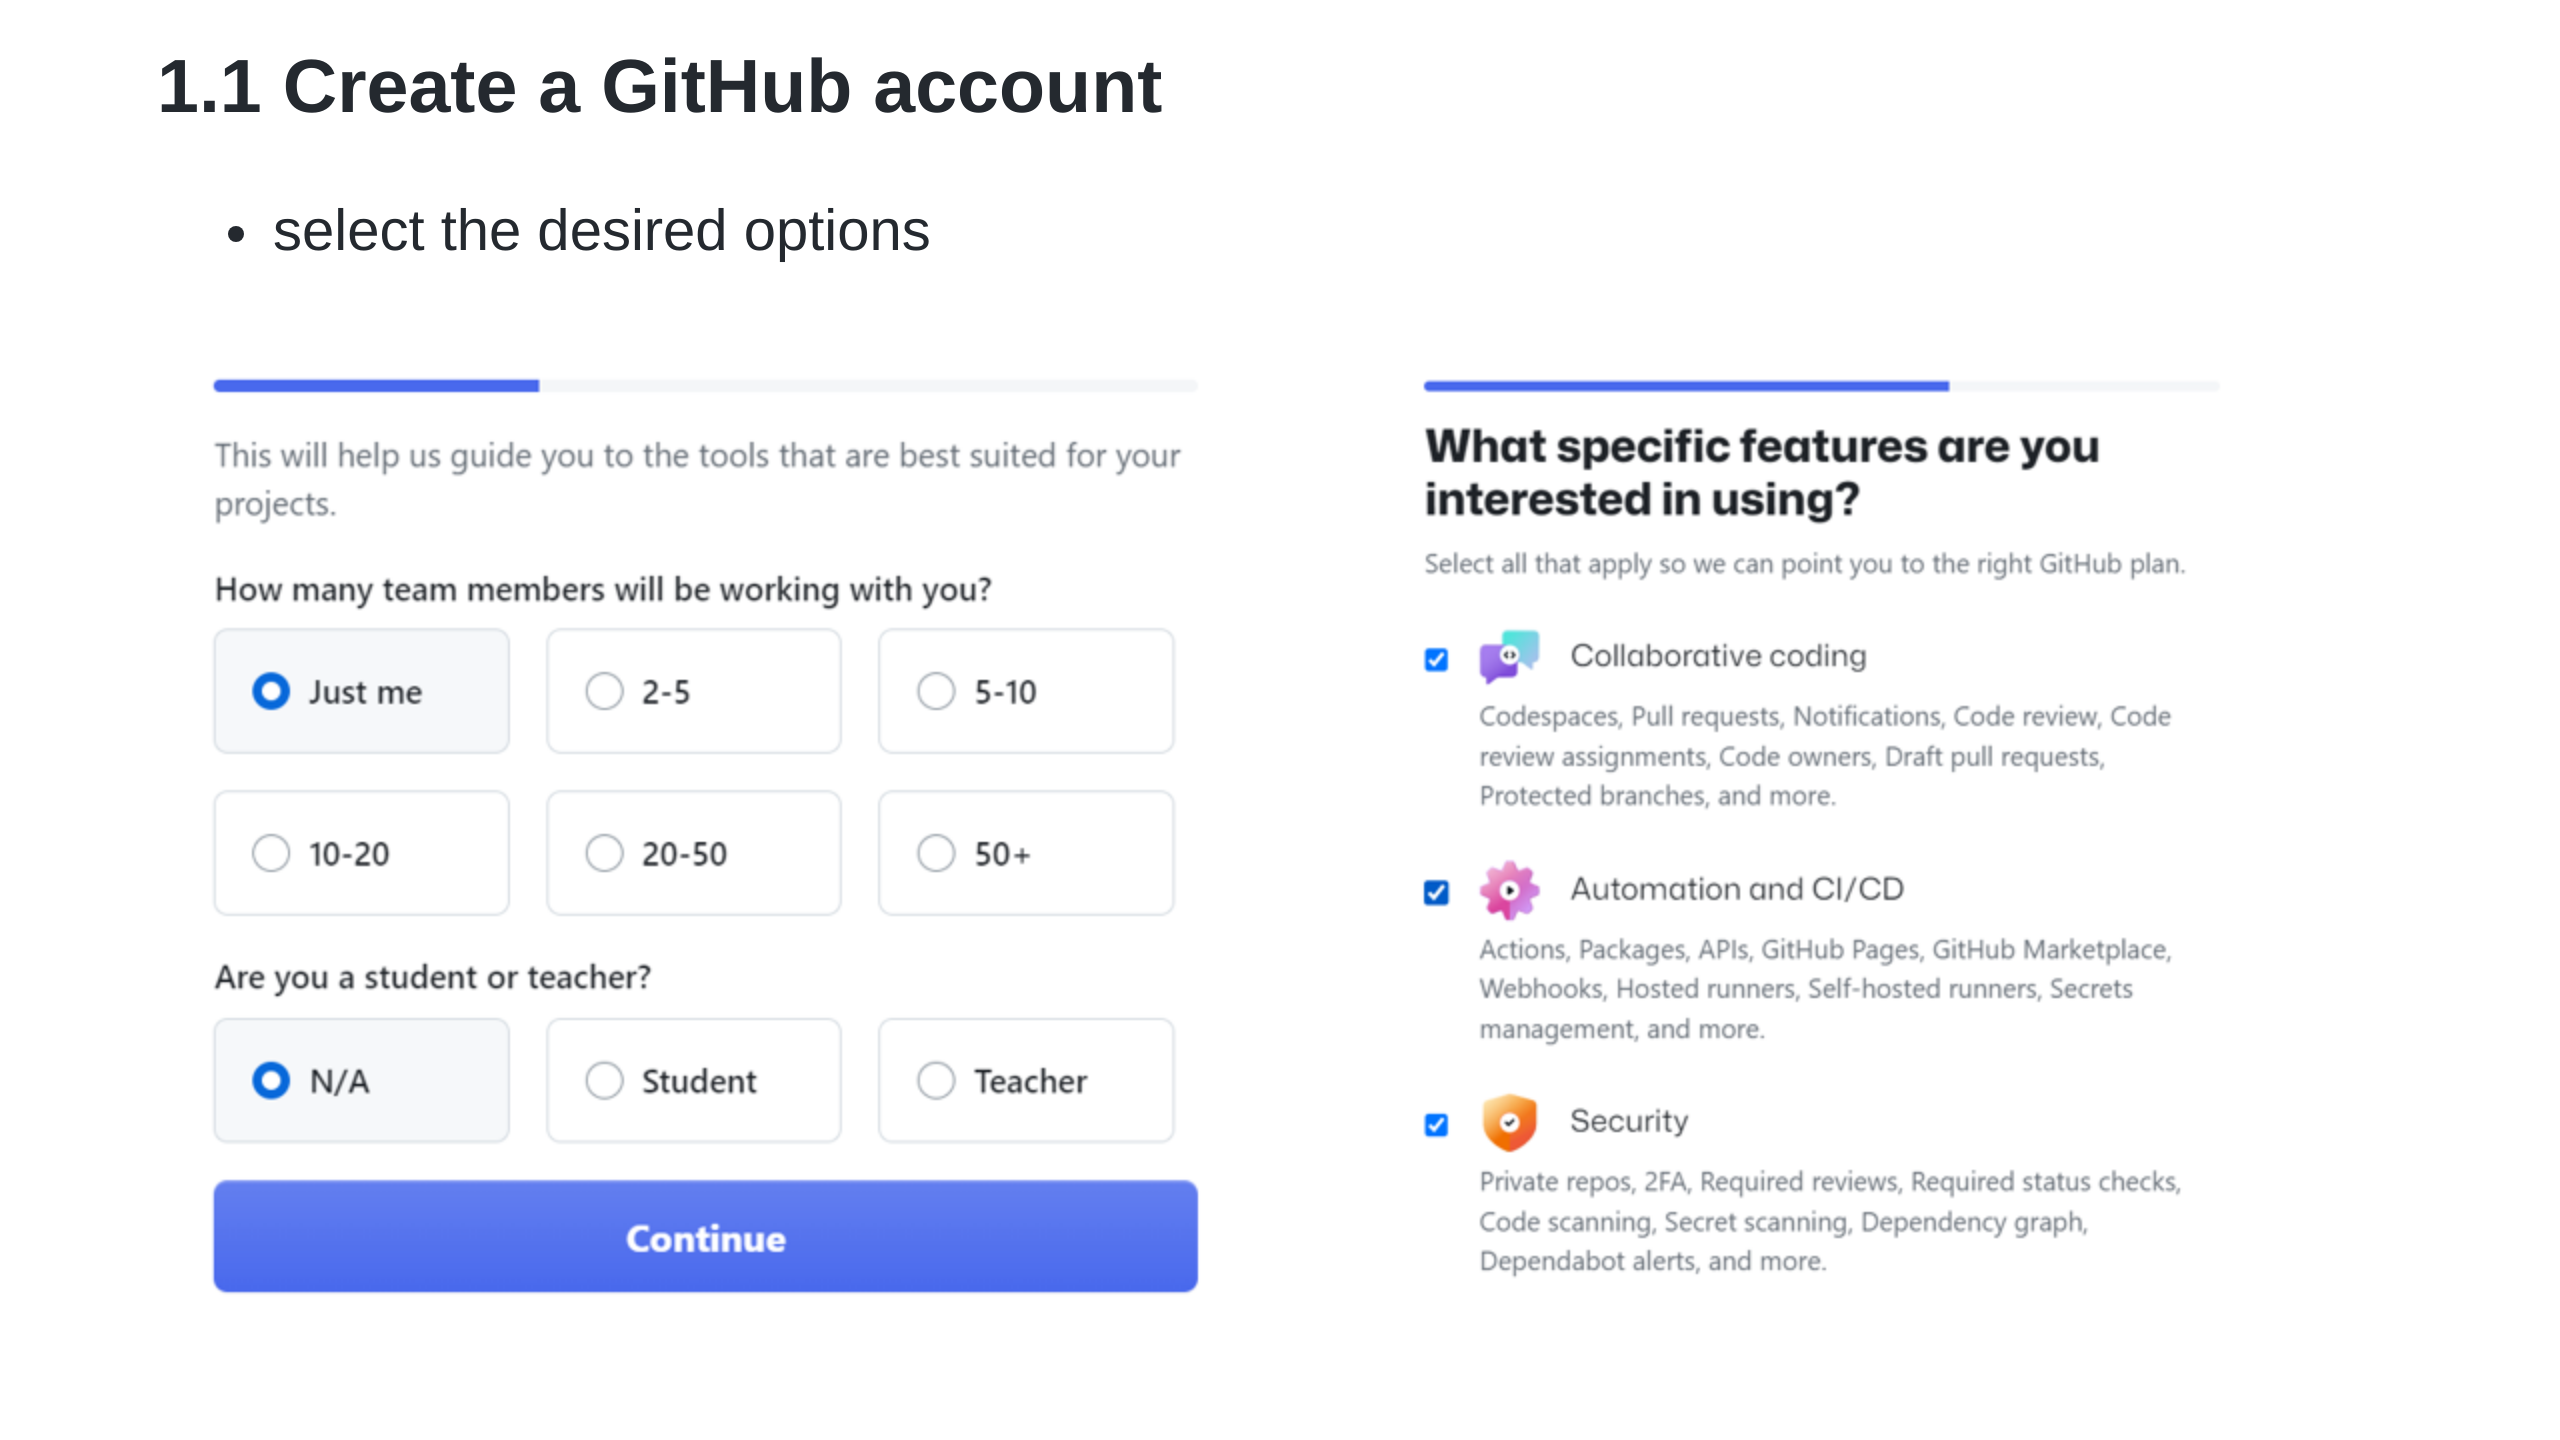 1.1 Create a GitHub account
• select the desired options
This will help us guide you to the tools that are best suited for your
projects.
How many team members will be working with you?
Just me
2-5
5-10
10-20
20-50
50+
Are you a student or teacher?
N/A
Student
Teacher
Continue
What specific features are you
interested in using?
Select all that apply so we can point you to the right GitHub plan.
Collaborative coding
Codespaces, Pull requests, Notifications, Code review, Code
review assignments, Code owners, Draft pull requests,
Protected branches, and more.
Automation and CI/CD
Actions, Packages, APIs, GitHub Pages, GitHub Marketplace,
Webhooks, Hosted runners, Self-hosted runners, Secrets
management, and more.
Security
Private repos, 2FA, Required reviews, Required status checks,
Code scanning, Secret scanning, Dependency graph,
Dependabot alerts, and more.